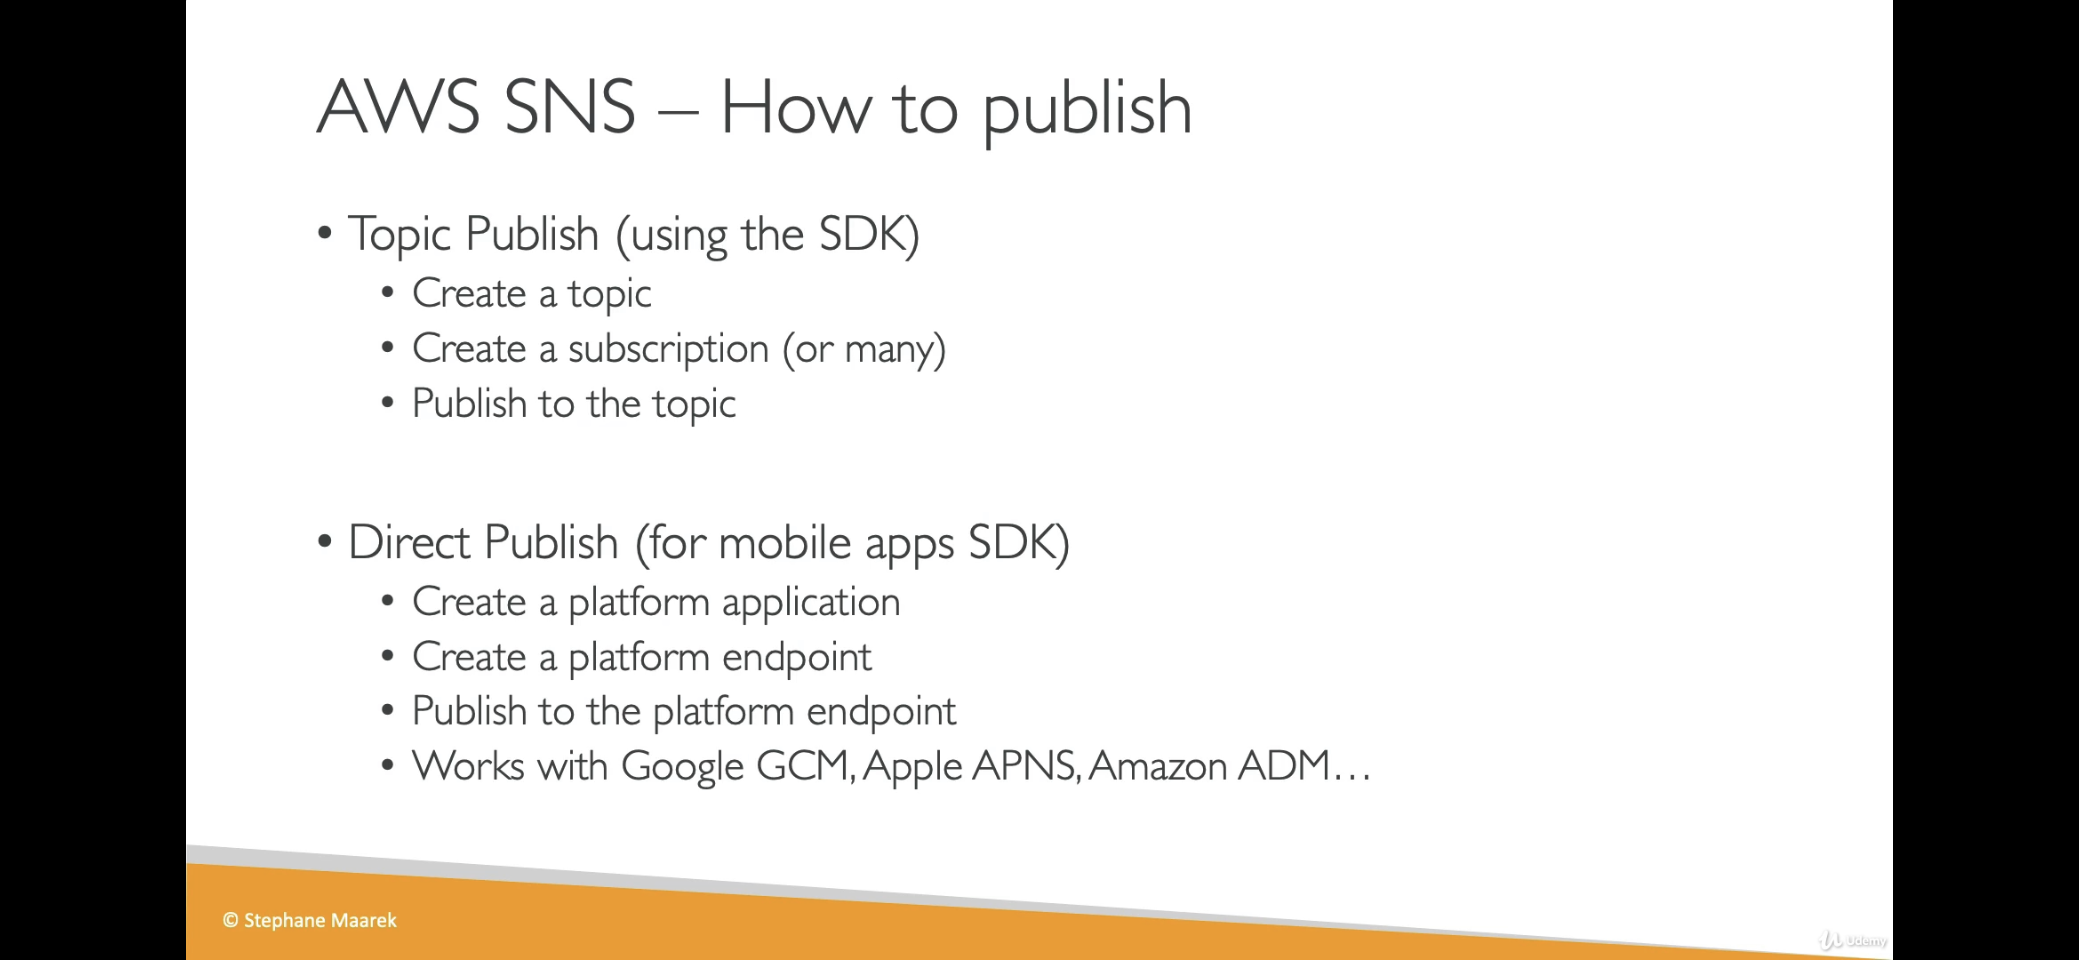 AWS SNS – How to publish
• Topic Publish (using the SDK)
• Create a topic
• Create a subscription (or many)
• Publish to the topic
• Direct Publish (for mobile apps SDK)
• Create a platform application
• Create a platform endpoint
• Publish to the platform endpoint
• Works with Google GCM, Apple APNS, Amazon ADM…
© Stephane Maarek
Udemy